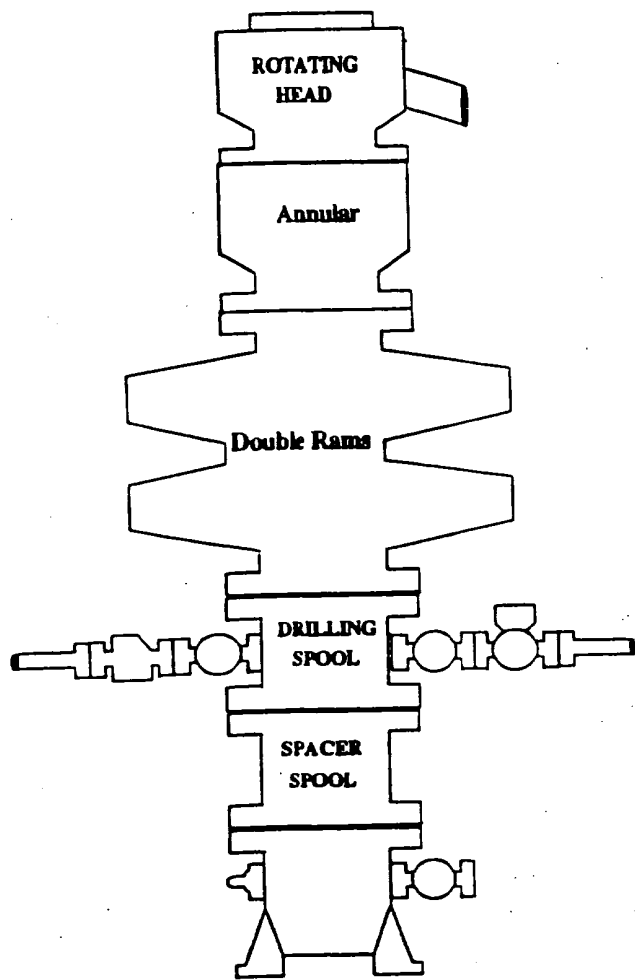 ROTATING
HEAD
Annular
Double Rams
DRILLING
SPOOL
SPACER
SPOOL